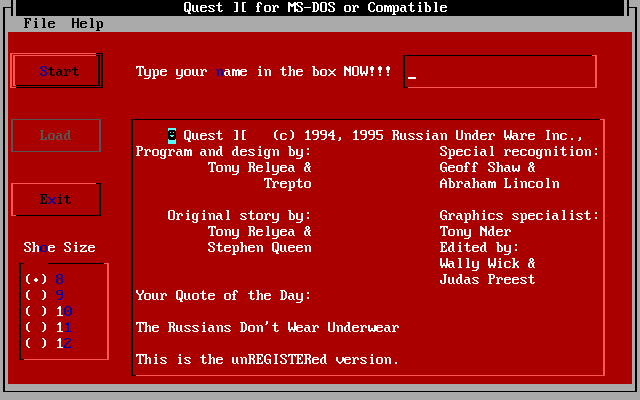 Quest ][ for MS-DOS or Compatible
File Help
Start
Type your name in the box NOW!!!
Load
Exit
Shoe Size
(•) 8
( ) 9
( ) 10
( ) 11
( ) 12
Quest ][ (c) 1994, 1995 Russian Under Ware Inc.,
Program and design by: Special recognition:
Tony Relyea & Geoff Shaw &
Trepto Abraham Lincoln
Original story by: Graphics specialist:
Tony Relyea & Tony Nder
Stephen Queen Edited by:
Wally Wick &
Judas Preest
Your Quote of the Day:
The Russians Don't Wear Underwear
This is the unREGISTERed version.